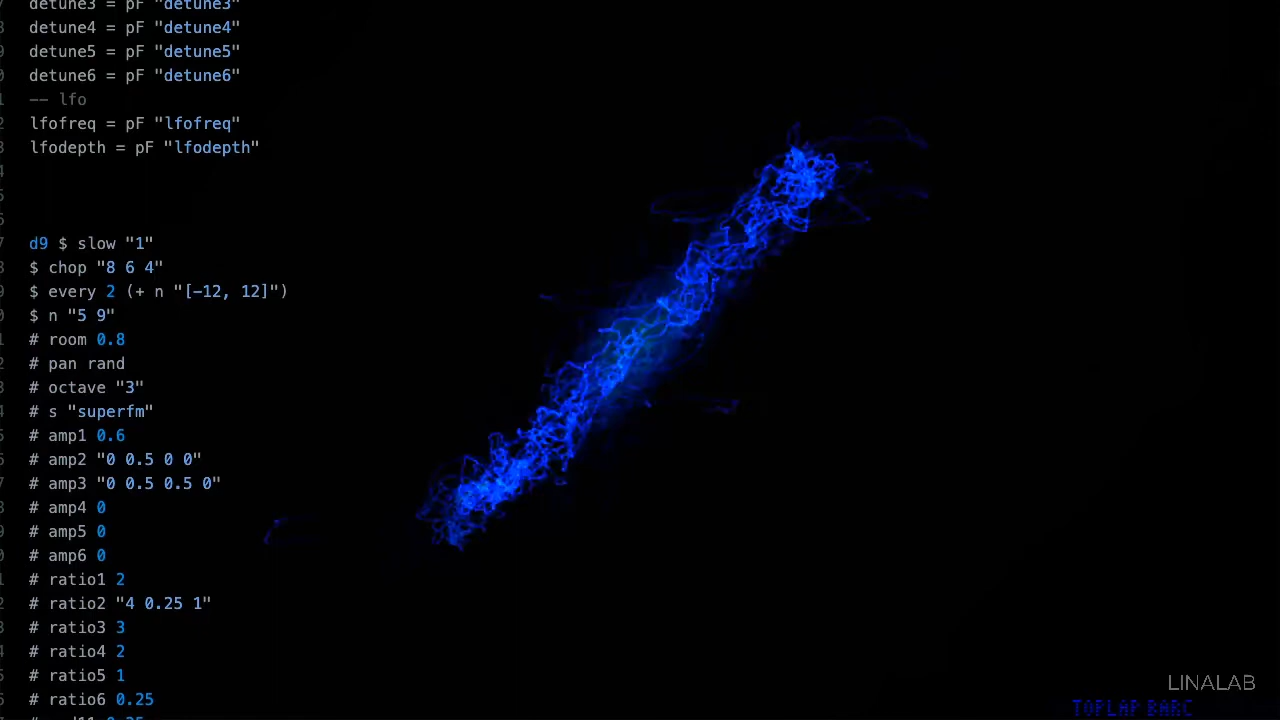 detune3 = pF "detune3"
detune4 = pF "detune4"
detune5 = pF "detune5"
detune6 = pF "detune6"
-- lfo
lfofreq = pF "lfofreq"
lfodepth = pF "lfodepth"
d9 $ slow "1"
$ chop "8 6 4"
$ every 2 (+ n "[-12, 12]")
$ n "5 9"
# room 0.8
# pan rand
# octave "3"
# s "superfm"
# amp1 0.6
# amp2 "0 0.5 0 0"
# amp3 "0 0.5 0.5 0"
# amp4 0
# amp5 0
# amp6 0
# ratio1 2
# ratio2 "4 0.25 1"
# ratio3 3
# ratio4 2
# ratio5 1
# ratio6 0.25
LINALAB
TOPLAP BARC